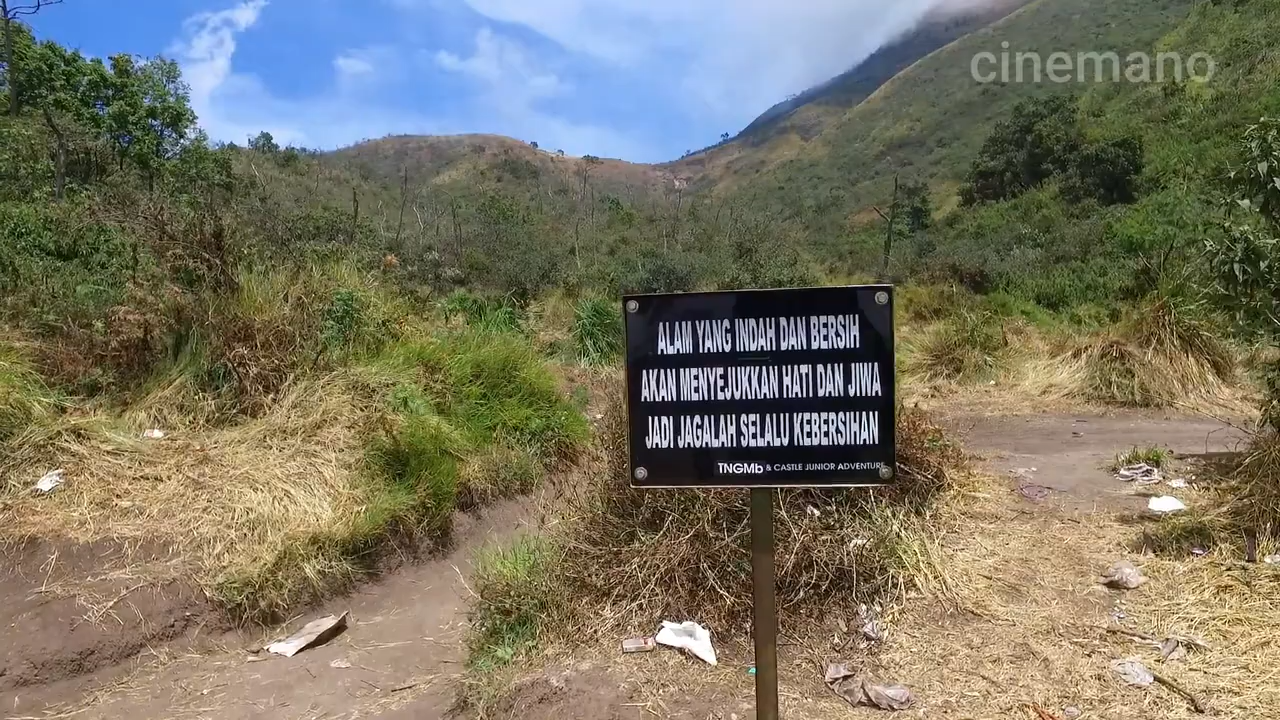 cinemano
ALAM YANG INDAH DAN BERSIH
AKAN MENYEJUKKAN HATI DAN JIWA
JADI JAGALAH SELALU KEBERSIHAN
TNGMb & CASTLE JUNIOR ADVENTURE